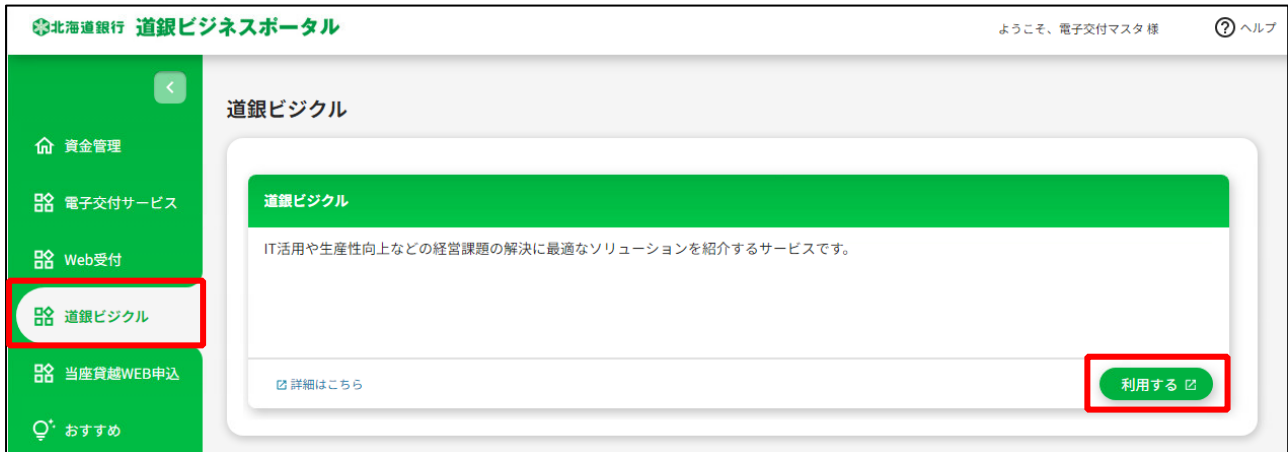 北海道銀行 道銀ビジネスポータル
ようこそ、電子交付マスタ 様
ヘルプ
資金管理
電子交付サービス
Web受付
道銀ビジクル
当座貸越WEB申込
おすすめ
道銀ビジクル
道銀ビジクル
IT活用や生産性向上などの経営課題の解決に最適なソリューションを紹介するサービスです。
詳細はこちら
利用する